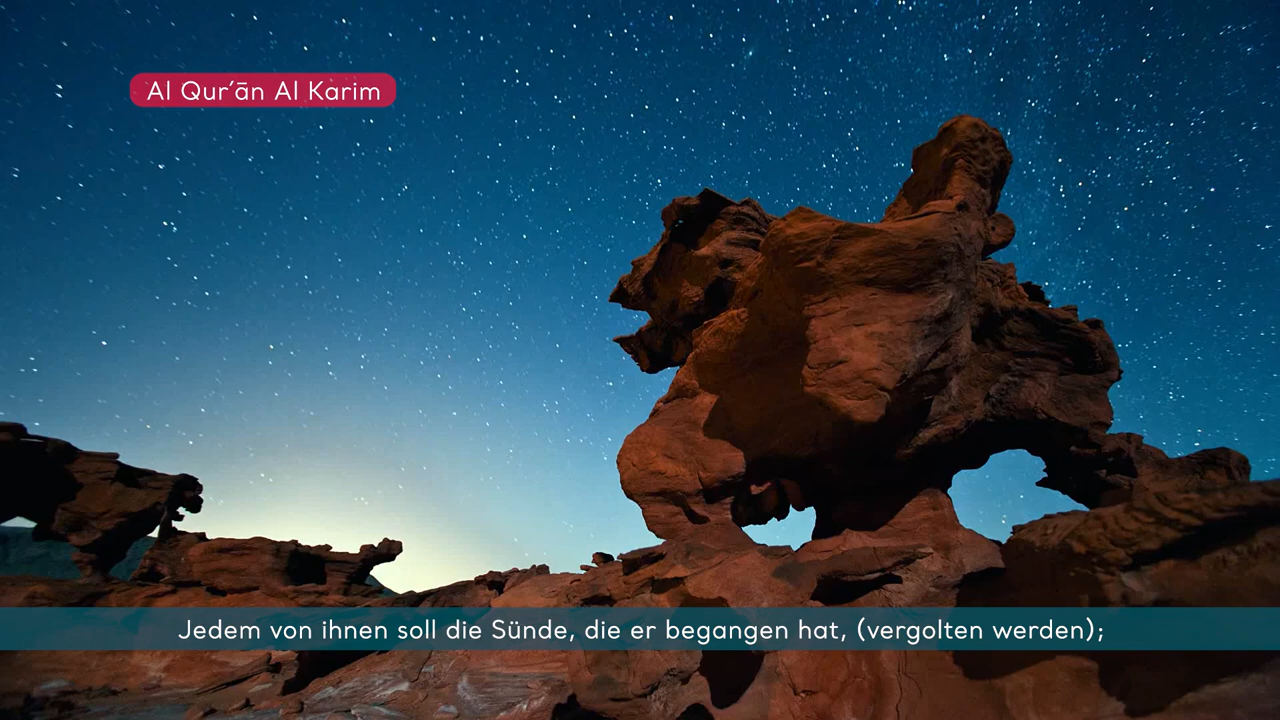 Al Qur’ān Al Karim
Jedem von ihnen soll die Sünde, die er begangen hat, (vergolten werden);